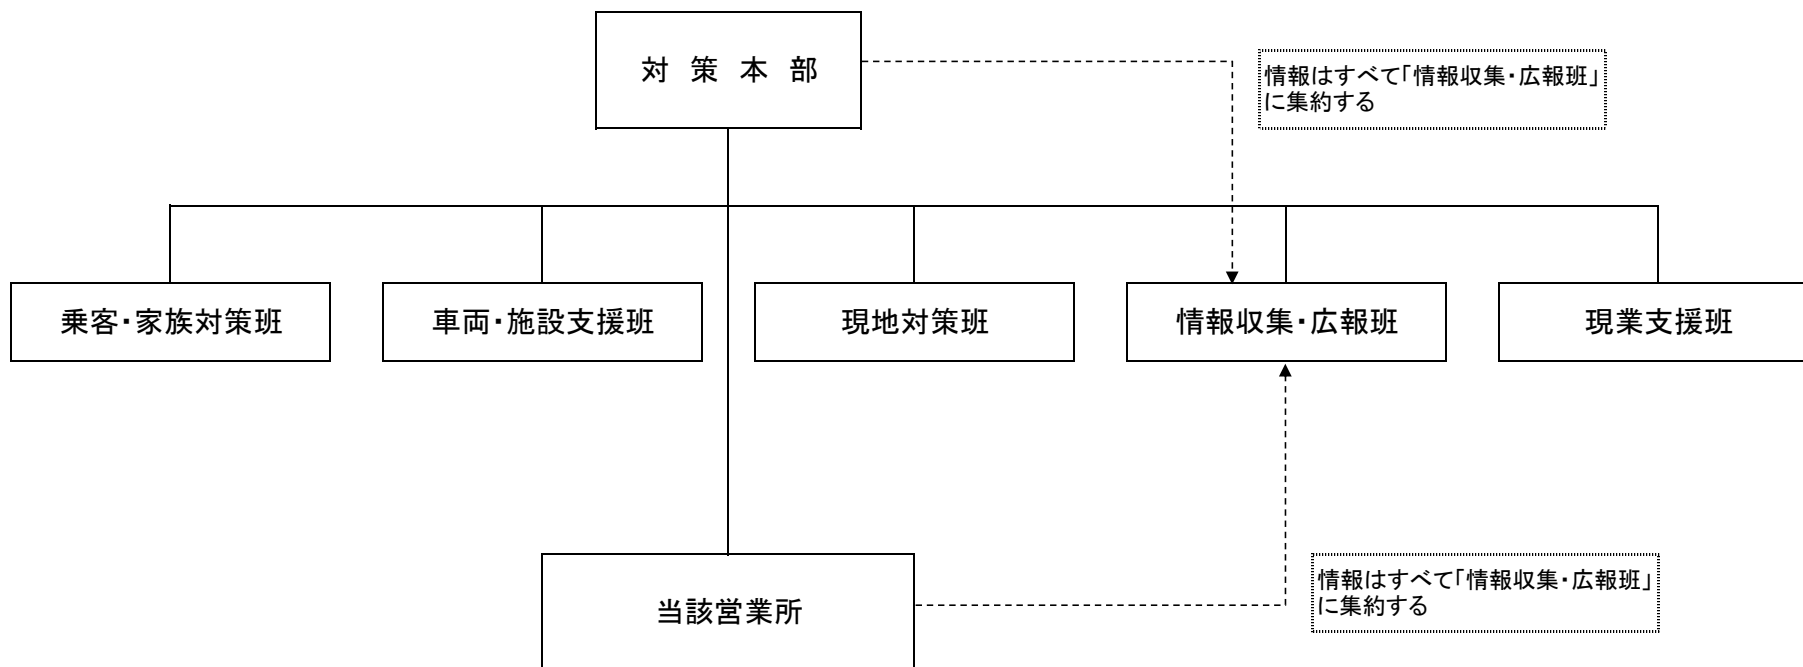 対 策 本 部
情報はすべて「情報収集・広報班」
に集約する
乗客・家族対策班
車両・施設支援班
現地対策班
情報収集・広報班
現業支援班
当該営業所
情報はすべて「情報収集・広報班」
に集約する